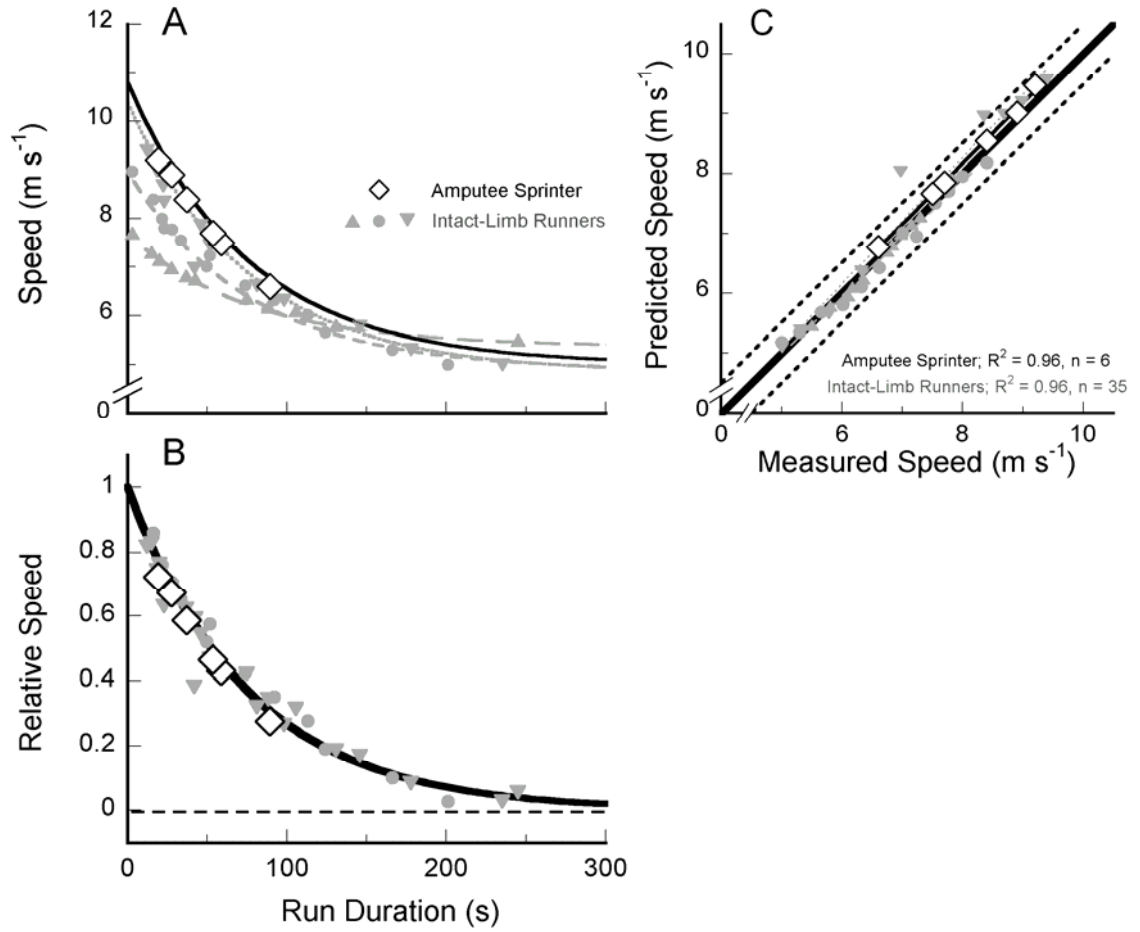 A
12
10
8
6
0
Speed (m s⁻¹)
Amputee Sprinter
Intact-Limb Runners
C
10
8
6
0
Predicted Speed (m s⁻¹)
Amputee Sprinter; R² = 0.96, n = 6
Intact-Limb Runners; R² = 0.96, n = 35
0 6 8 10
Measured Speed (m s⁻¹)
B
1
0.8
0.6
0.4
0.2
0
Relative Speed
0 100 200 300
Run Duration (s)